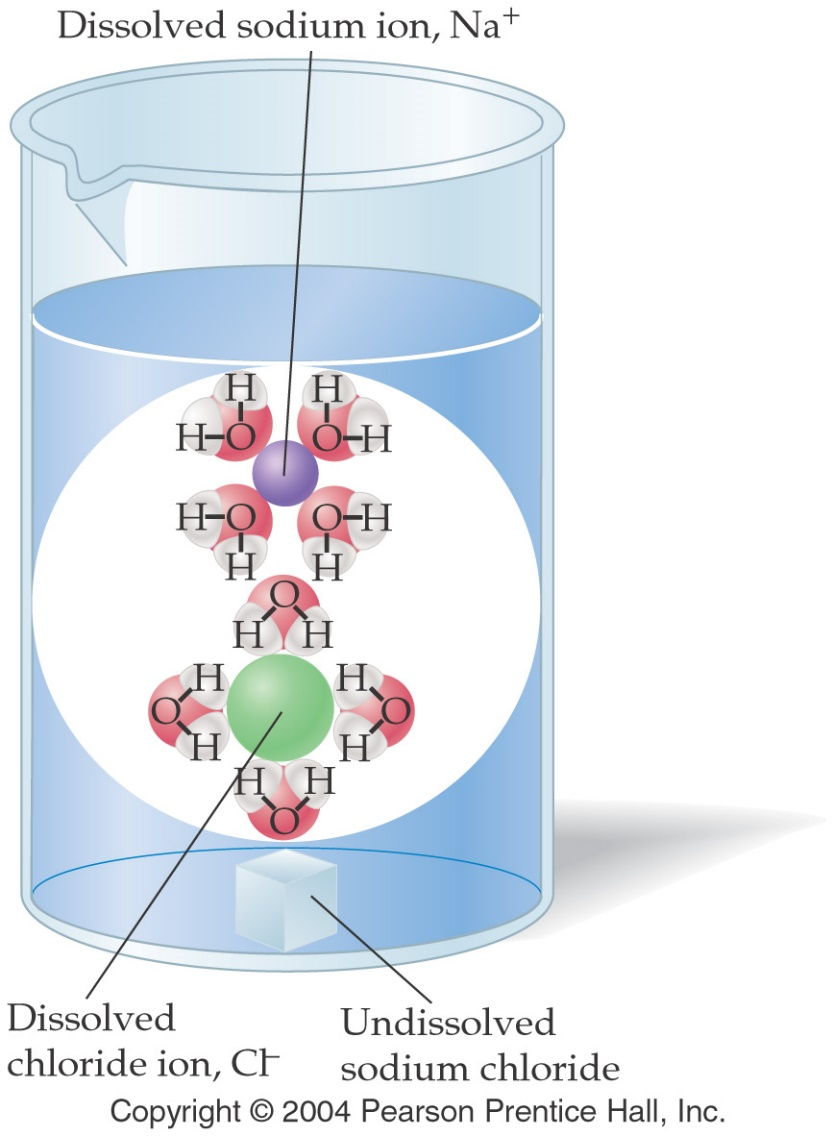 Dissolved sodium ion, Na⁺
H H
H–O O–H
H–O O–H
H H
O
H H
H H
O O
H H
H H
O
Dissolved
chloride ion, Cl⁻
Undissolved
sodium chloride
Copyright © 2004 Pearson Prentice Hall, Inc.